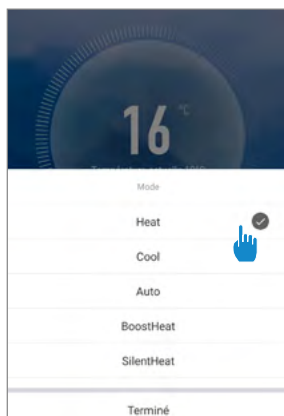 16 °C
Mode
Heat
Cool
Auto
BoostHeat
SilentHeat
Terminé